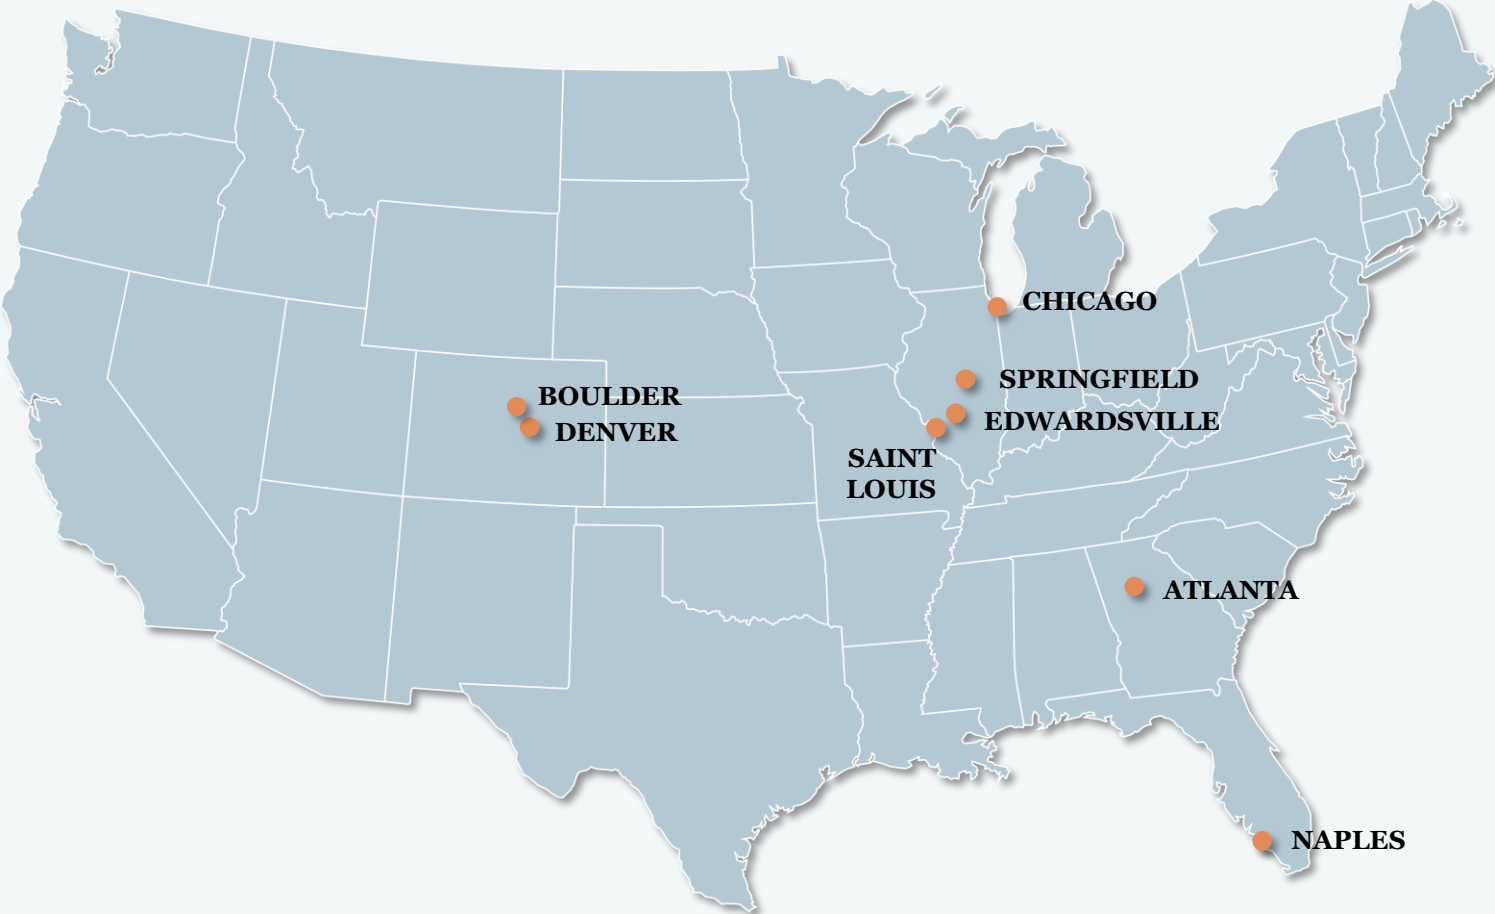 CHICAGO
SPRINGFIELD
BOULDER
EDWARDSVILLE
DENVER
SAINT
LOUIS
ATLANTA
NAPLES